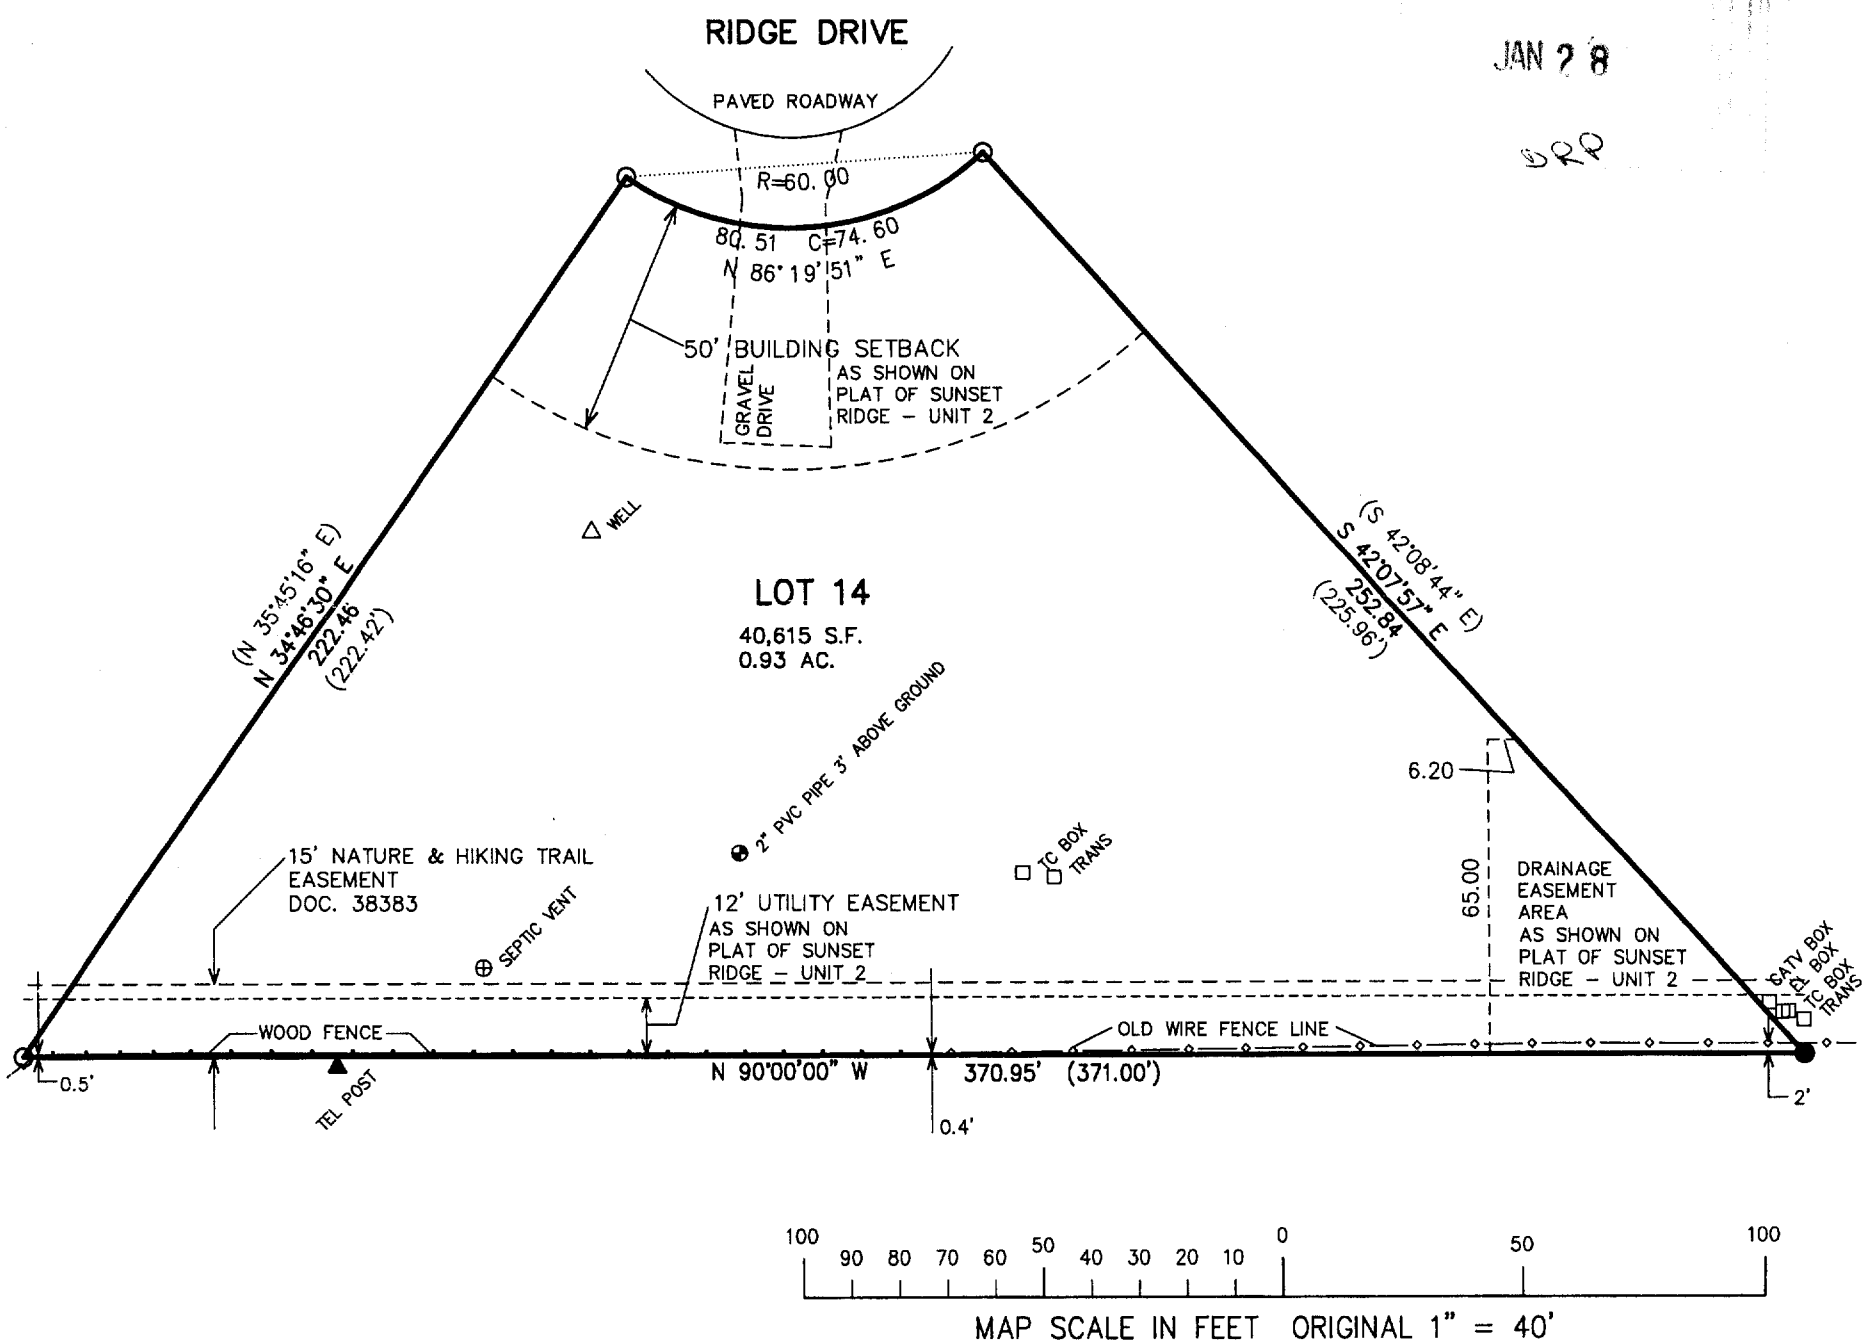 RIDGE DRIVE
JAN 28
PAVED ROADWAY
DRP
R=60.00
80.51 C=74.60
N 86°19'51" E
50' BUILDING SETBACK
AS SHOWN ON
PLAT OF SUNSET
RIDGE - UNIT 2
GRAVEL
DRIVE
WELL
(N 35°45'16" E)
N 34°46'30" E
222.46
(222.42')
(S 42°08'44" E)
S 42°07'57" E
252.84
(225.96')
LOT 14
40,615 S.F.
0.93 AC.
2" PVC PIPE 3' ABOVE GROUND
6.20
65.00
TC BOX
TRANS
15' NATURE & HIKING TRAIL
EASEMENT
DOC. 38383
SEPTIC VENT
12' UTILITY EASEMENT
AS SHOWN ON
PLAT OF SUNSET
RIDGE - UNIT 2
DRAINAGE
EASEMENT
AREA
AS SHOWN ON
PLAT OF SUNSET
RIDGE - UNIT 2
CATV BOX
EL BOX
TC BOX
TRANS
WOOD FENCE
OLD WIRE FENCE LINE
0.5'
TEL POST
N 90°00'00" W 370.95' (371.00')
0.4'
2'
100 90 80 70 60 50 40 30 20 10 0 50 100
MAP SCALE IN FEET ORIGINAL 1" = 40'